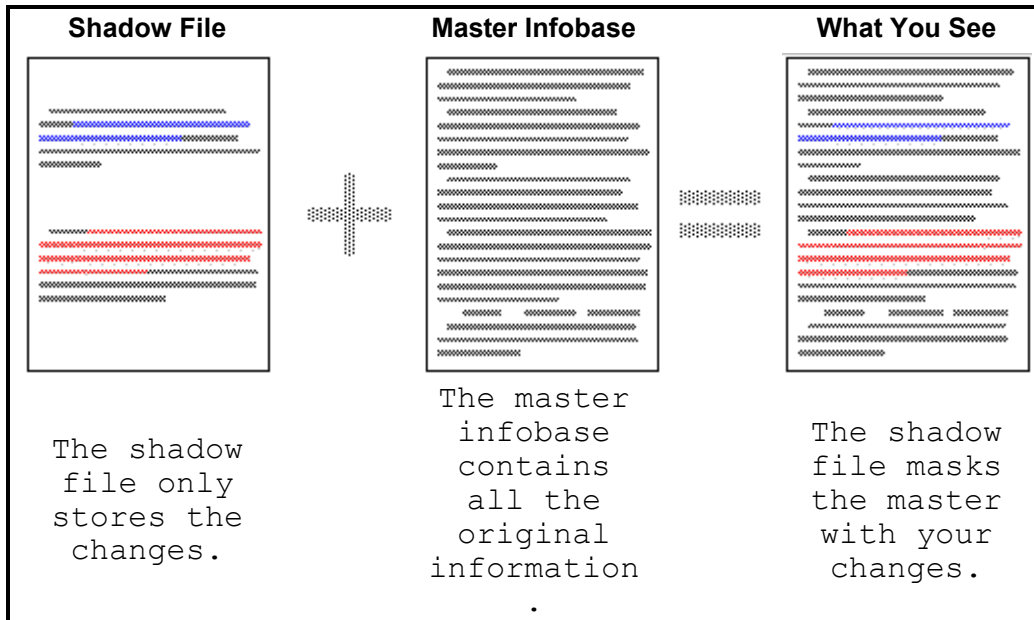 Shadow File
Master Infobase
What You See
The shadow
file only
stores the
changes.
The master
infobase
contains
all the
original
information
.
The shadow
file masks
the master
with your
changes.